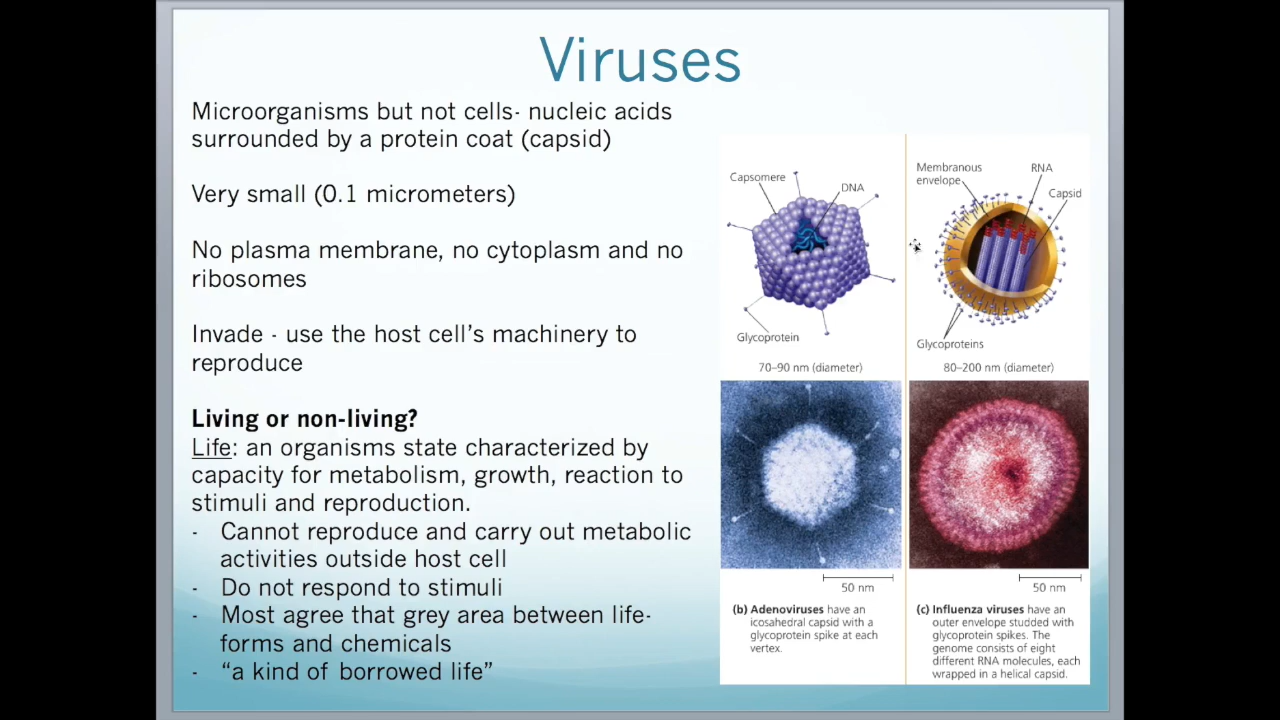 Viruses
Microorganisms but not cells- nucleic acids
surrounded by a protein coat (capsid)
Very small (0.1 micrometers)
No plasma membrane, no cytoplasm and no
ribosomes
Invade - use the host cell's machinery to
reproduce
Living or non-living?
Life: an organisms state characterized by
capacity for metabolism, growth, reaction to
stimuli and reproduction.
- Cannot reproduce and carry out metabolic
activities outside host cell
- Do not respond to stimuli
- Most agree that grey area between life-
forms and chemicals
- “a kind of borrowed life”
Capsomere
DNA
Glycoprotein
70–90 nm (diameter)
50 nm
(b) Adenoviruses have an
icosahedral capsid with a
glycoprotein spike at each
vertex.
Membranous
envelope
RNA
Capsid
Glycoproteins
80–200 nm (diameter)
50 nm
(c) Influenza viruses have an
outer envelope studded with
glycoprotein spikes. The
genome consists of eight
different RNA molecules, each
wrapped in a helical capsid.